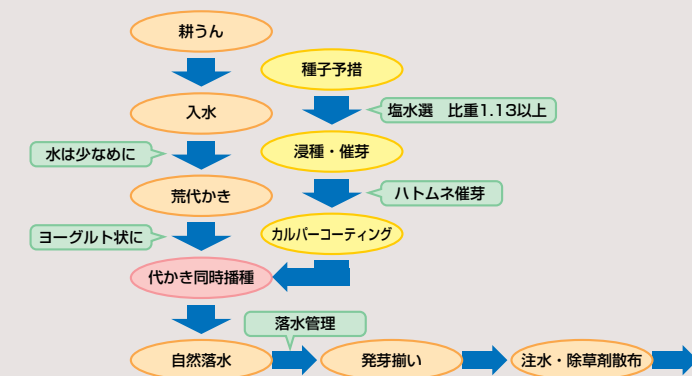 耕うん
種子予措
入水
塩水選　比重1.13以上
水は少なめに
浸種・催芽
荒代かき
ハトムネ催芽
ヨーグルト状に
カルパーコーティング
代かき同時播種
落水管理
自然落水
発芽揃い
注水・除草剤散布